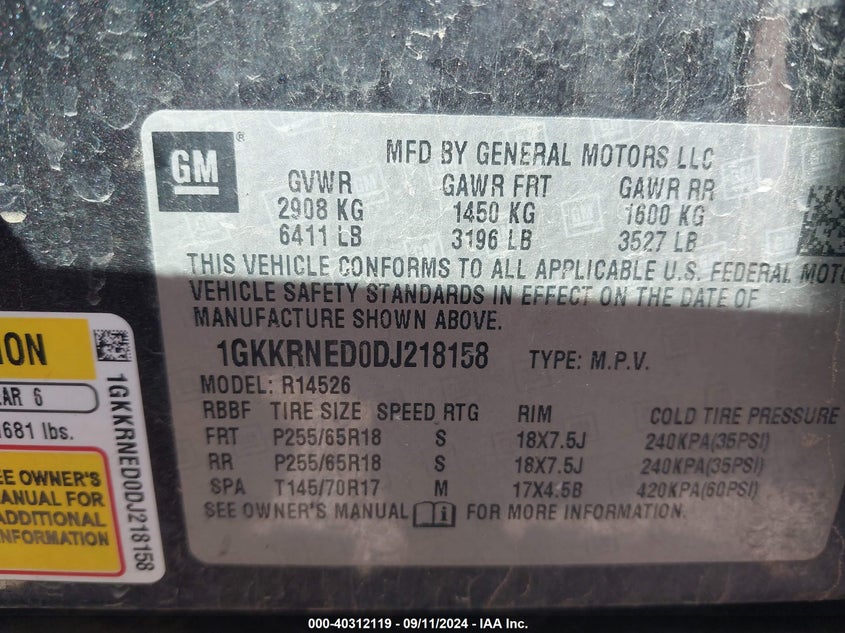 GM
®
MFD BY GENERAL MOTORS LLC
GVWR GAWR FRT GAWR RR
2908 KG 1450 KG 1600 KG
6411 LB 3196 LB 3527 LB
THIS VEHICLE CONFORMS TO ALL APPLICABLE U.S. FEDERAL MOTO
VEHICLE SAFETY STANDARDS IN EFFECT ON THE DATE OF
MANUFACTURE SHOWN ABOVE.
1GKKRNED0DJ218158 TYPE: M.P.V.
MODEL: R14526
RBBF TIRE SIZE SPEED RTG RIM COLD TIRE PRESSURE
FRT P255/65R18 S 18X7.5J 240KPA(35PSI)
RR P255/65R18 S 18X7.5J 240KPA(35PSI)
SPA T145/70R17 M 17X4.5B 420KPA(60PSI)
SEE OWNER'S MANUAL i FOR MORE INFORMATION.
ION
AR 6
681 lbs.
EE OWNER'S
MANUAL FOR
ADDITIONAL
NFORMATION
1GKKRNED0DJ218158
000-40312119 - 09/11/2024 - IAA Inc.